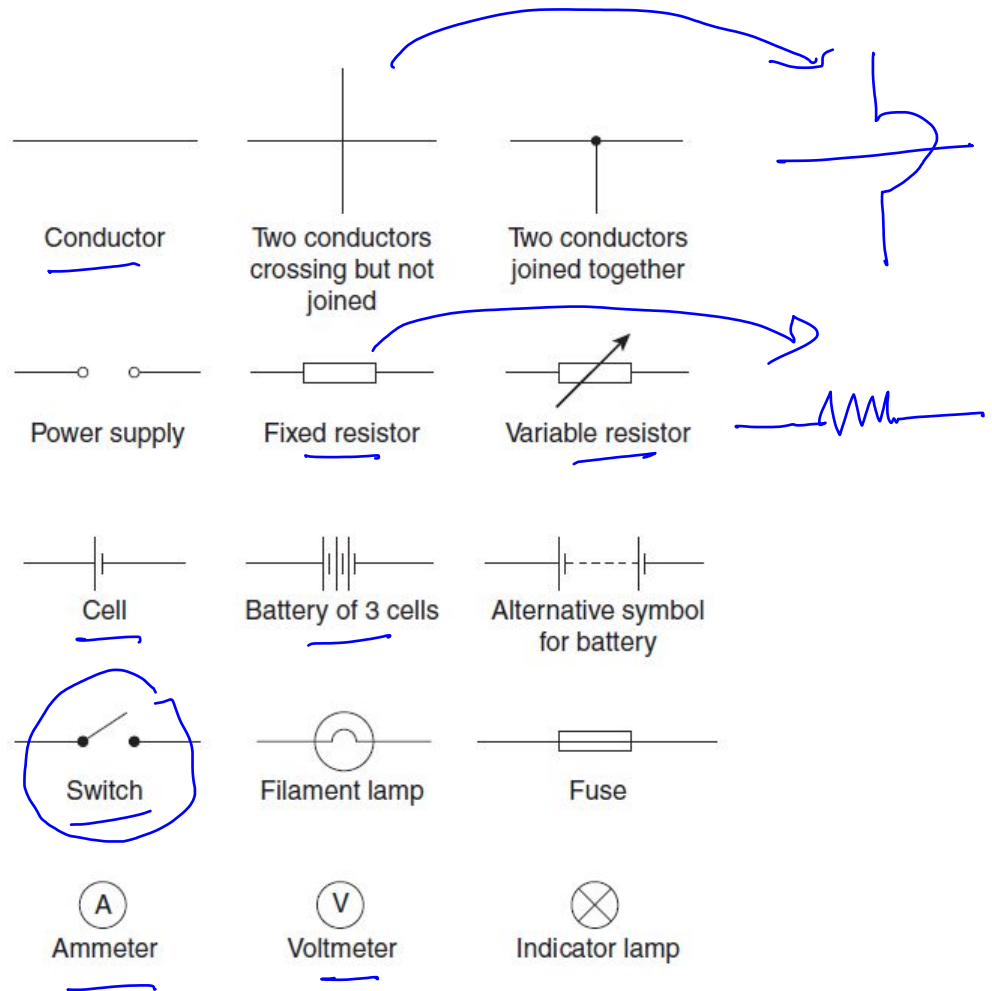 Conductor
Two conductors
crossing but not
joined
Two conductors
joined together
Power supply
Fixed resistor
Variable resistor
Cell
Battery of 3 cells
Alternative symbol
for battery
Switch
Filament lamp
Fuse
A
Ammeter
V
Voltmeter
Indicator lamp